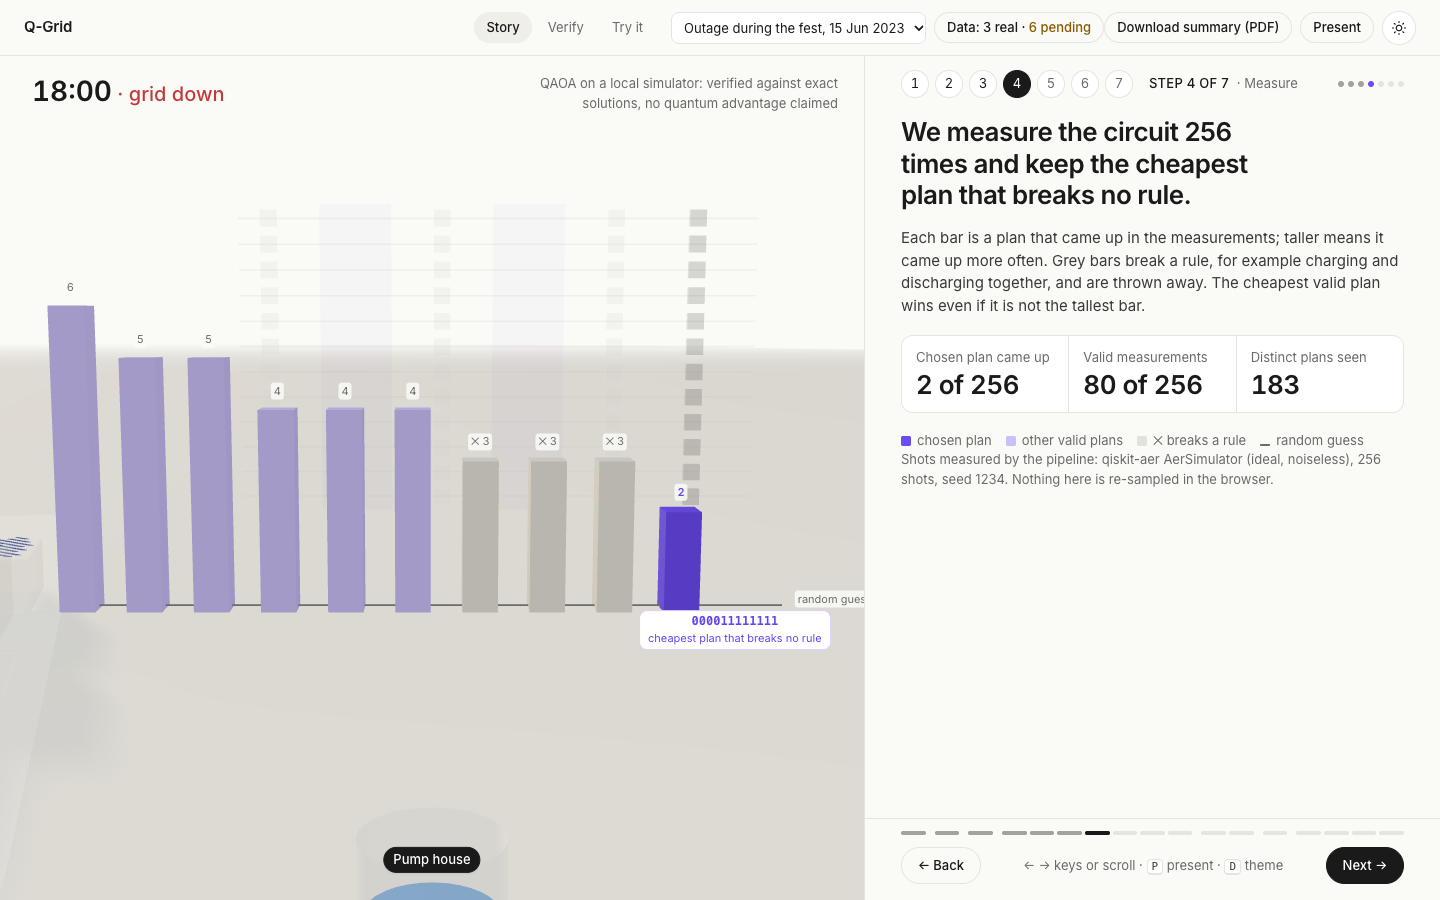 Q-Grid
Story
Verify
Try it
Outage during the fest, 15 Jun 2023
Data: 3 real · 6 pending
Download summary (PDF)
Present
18:00 · grid down
QAOA on a local simulator: verified against exact
solutions, no quantum advantage claimed
6
5
5
4
4
4
× 3
× 3
× 3
2
random gues
000011111111
cheapest plan that breaks no rule
Pump house
1 2 3 4 5 6 7 STEP 4 OF 7 · Measure
We measure the circuit 256
times and keep the cheapest
plan that breaks no rule.
Each bar is a plan that came up in the measurements; taller means it
came up more often. Grey bars break a rule, for example charging and
discharging together, and are thrown away. The cheapest valid plan
wins even if it is not the tallest bar.
Chosen plan came up
2 of 256
Valid measurements
80 of 256
Distinct plans seen
183
chosen plan other valid plans × breaks a rule random guess
Shots measured by the pipeline: qiskit-aer AerSimulator (ideal, noiseless), 256
shots, seed 1234. Nothing here is re-sampled in the browser.
← Back
← → keys or scroll · P present · D theme
Next →